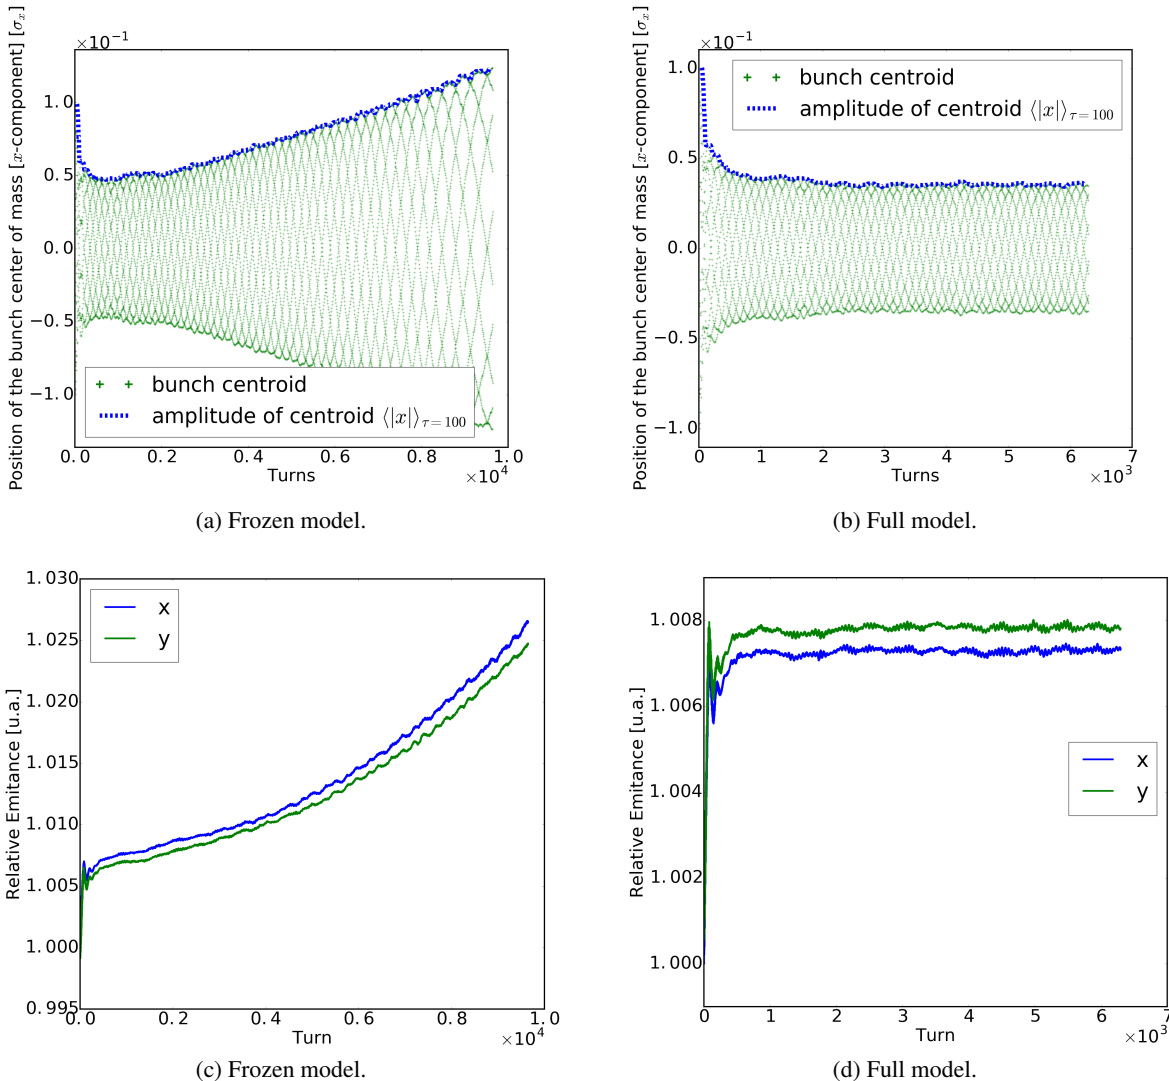 Position of the bunch center of mass [x-component] [σx]
×10⁻¹
1.0
0.5
0.0
−0.5
−1.0
bunch centroid
amplitude of centroid ⟨|x|⟩τ=100
0.0 0.2 0.4 0.6 0.8 1.0
Turns
×10⁴
(a) Frozen model.
Position of the bunch center of mass [x-component] [σx]
×10⁻¹
1.0
0.5
0.0
−0.5
−1.0
bunch centroid
amplitude of centroid ⟨|x|⟩τ=100
0 1 2 3 4 5 6 7
Turns
×10³
(b) Full model.
Relative Emitance [u.a.]
1.030
1.025
1.020
1.015
1.010
1.005
1.000
0.995
x
y
0.0 0.2 0.4 0.6 0.8 1.0
Turn
×10⁴
(c) Frozen model.
Relative Emitance [u.a.]
1.008
1.006
1.004
1.002
1.000
x
y
0 1 2 3 4 5 6 7
Turn
×10³
(d) Full model.